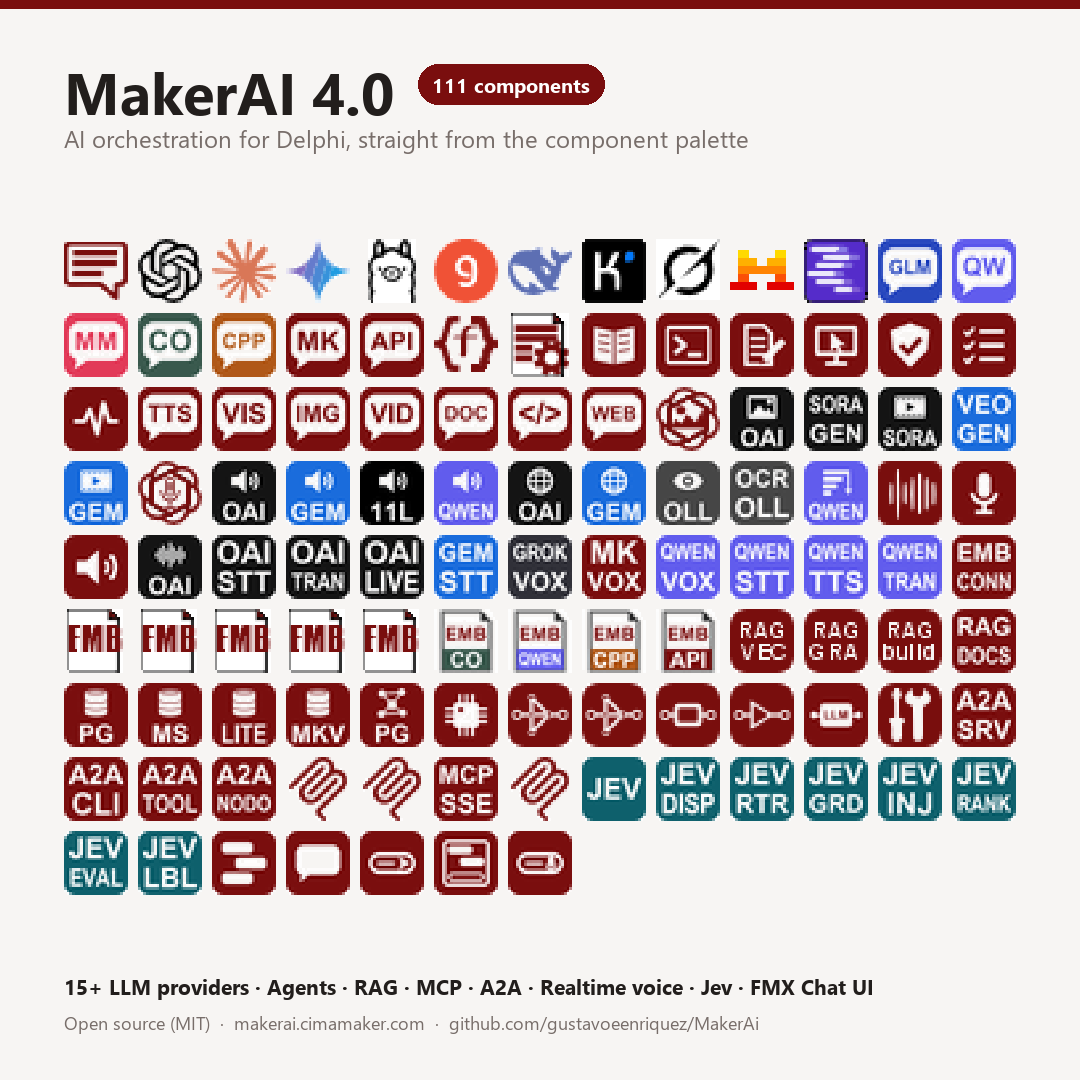 MakerAI 4.0
111 components
AI orchestration for Delphi, straight from the component palette
g
K
GLM
QW
MM
CO
CPP
MK
API
{f}
TTS
VIS
IMG
VID
DOC
</>
WEB
OAI
SORA
GEN
SORA
VEO
GEN
GEM
OAI
GEM
11L
QWEN
OAI
GEM
OLL
OCR
OLL
QWEN
OAI
OAI
STT
OAI
TRAN
OAI
LIVE
GEM
STT
GROK
VOX
MK
VOX
QWEN
VOX
QWEN
STT
QWEN
TTS
QWEN
TRAN
EMB
CONN
EMB
EMB
EMB
EMB
EMB
EMB
CO
EMB
QWEN
EMB
CPP
EMB
API
RAG
VEC
RAG
GRA
RAG
build
RAG
DOCS
PG
MS
LITE
MKV
PG
LLM
A2A
SRV
A2A
CLI
A2A
TOOL
A2A
NODO
MCP
SSE
JEV
JEV
DISP
JEV
RTR
JEV
GRD
JEV
INJ
JEV
RANK
JEV
EVAL
JEV
LBL
15+ LLM providers · Agents · RAG · MCP · A2A · Realtime voice · Jev · FMX Chat UI
Open source (MIT) · makerai.cimamaker.com · github.com/gustavoeenriquez/MakerAi